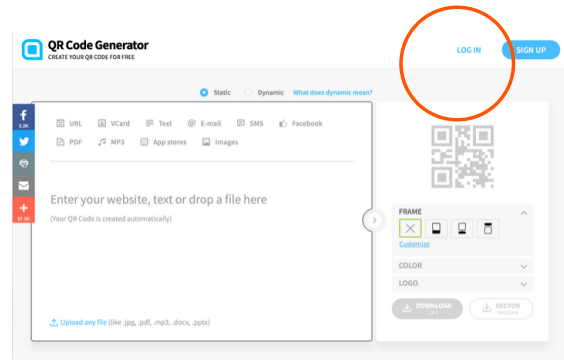 QR Code Generator
CREATE YOUR QR CODE FOR FREE
LOG IN
SIGN UP
Static Dynamic What does dynamic mean?
URL VCard Text E-mail SMS Facebook
PDF MP3 App stores Images
3.2K
Enter your website, text or drop a file here
(Your QR Code is created automatically)
FRAME
Customize
COLOR
LOGO
DOWNLOAD
VECTOR
Upload any file (like .jpg, .pdf, .mp3, .docx, .pptx)